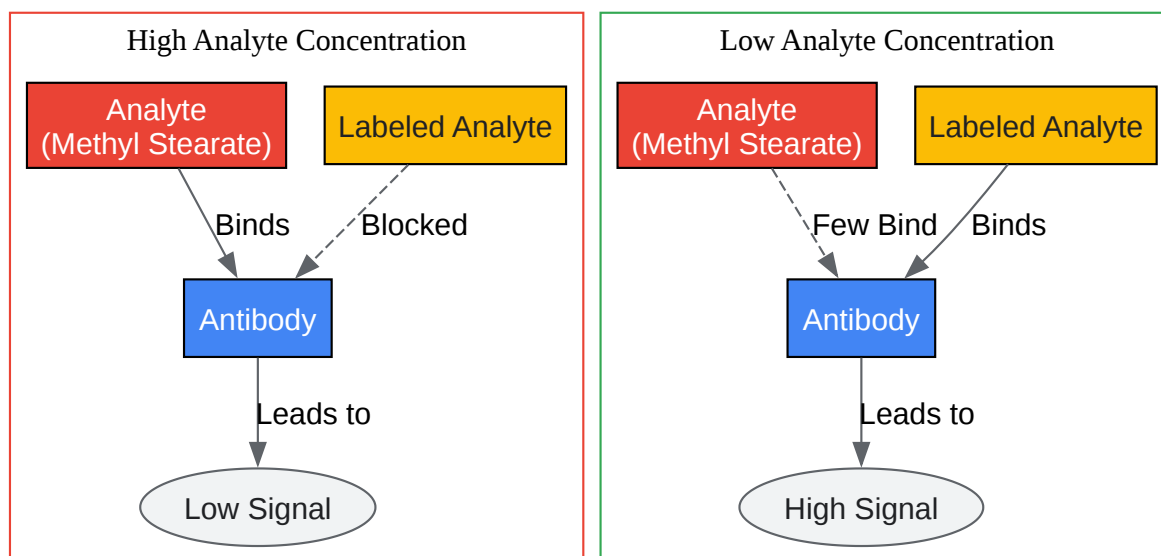 High Analyte Concentration
Analyte
(Methyl Stearate)
Labeled Analyte
Binds
Blocked
Antibody
Leads to
Low Signal
Low Analyte Concentration
Analyte
(Methyl Stearate)
Labeled Analyte
Few Bind
Binds
Antibody
Leads to
High Signal